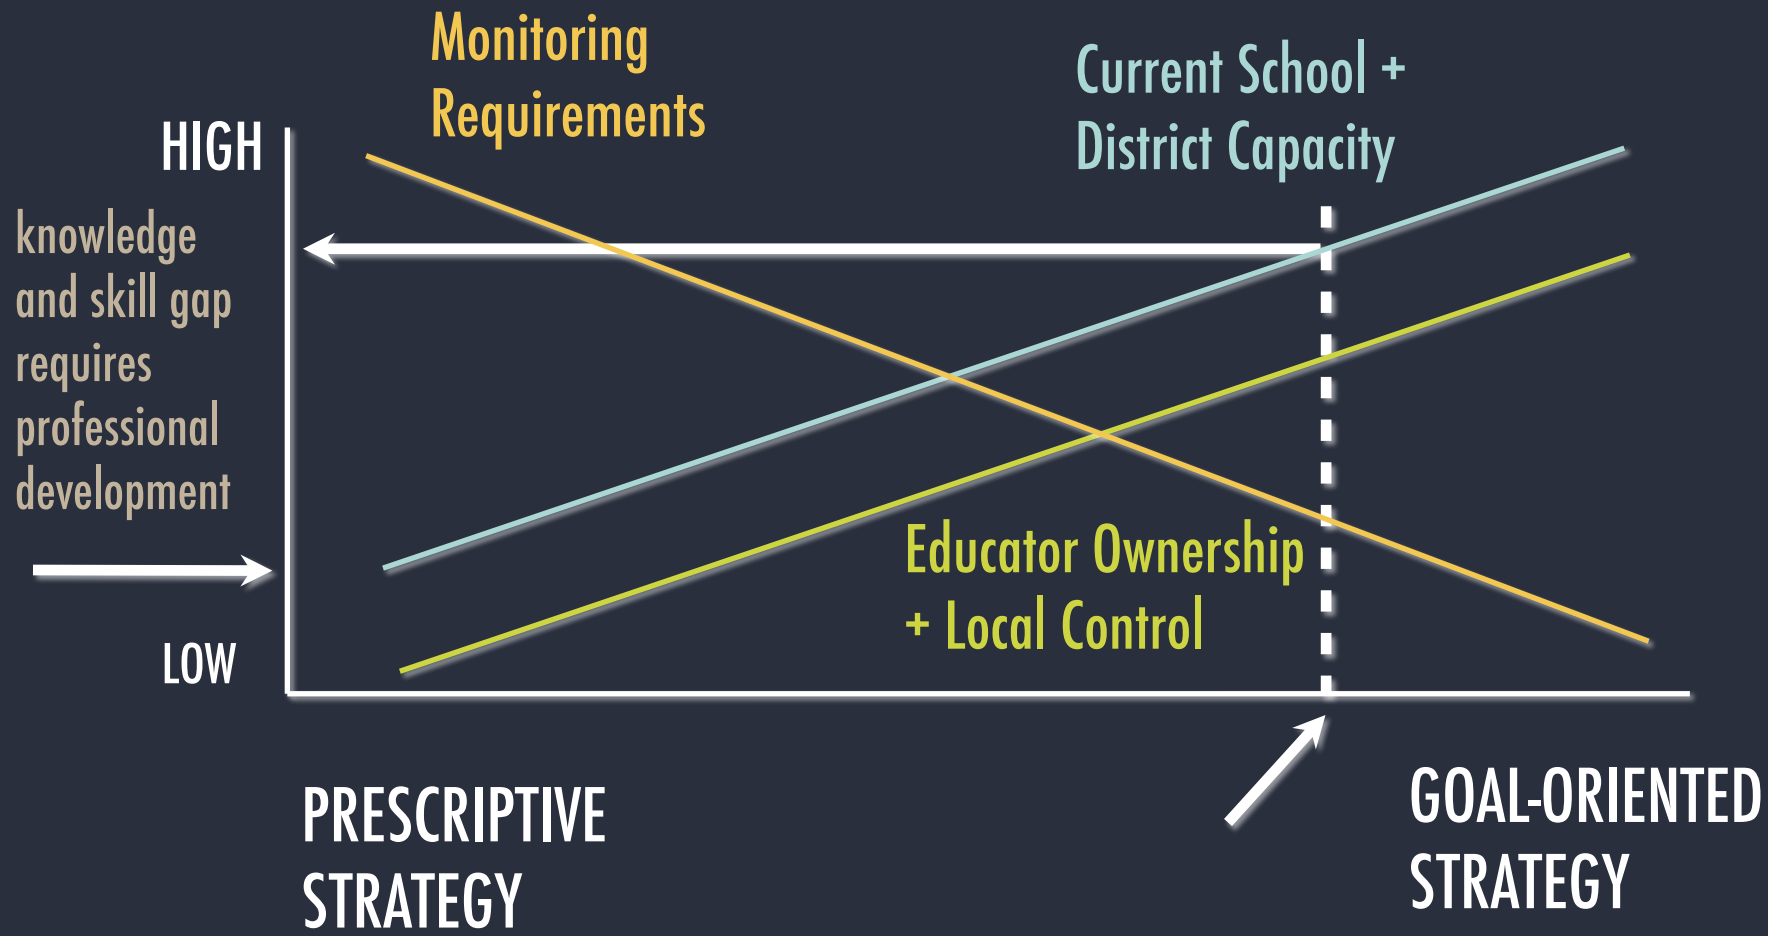 Monitoring
Requirements
Current School +
District Capacity
HIGH
knowledge
and skill gap
requires
professional
development
Educator Ownership
+ Local Control
LOW
PRESCRIPTIVE
STRATEGY
GOAL-ORIENTED
STRATEGY